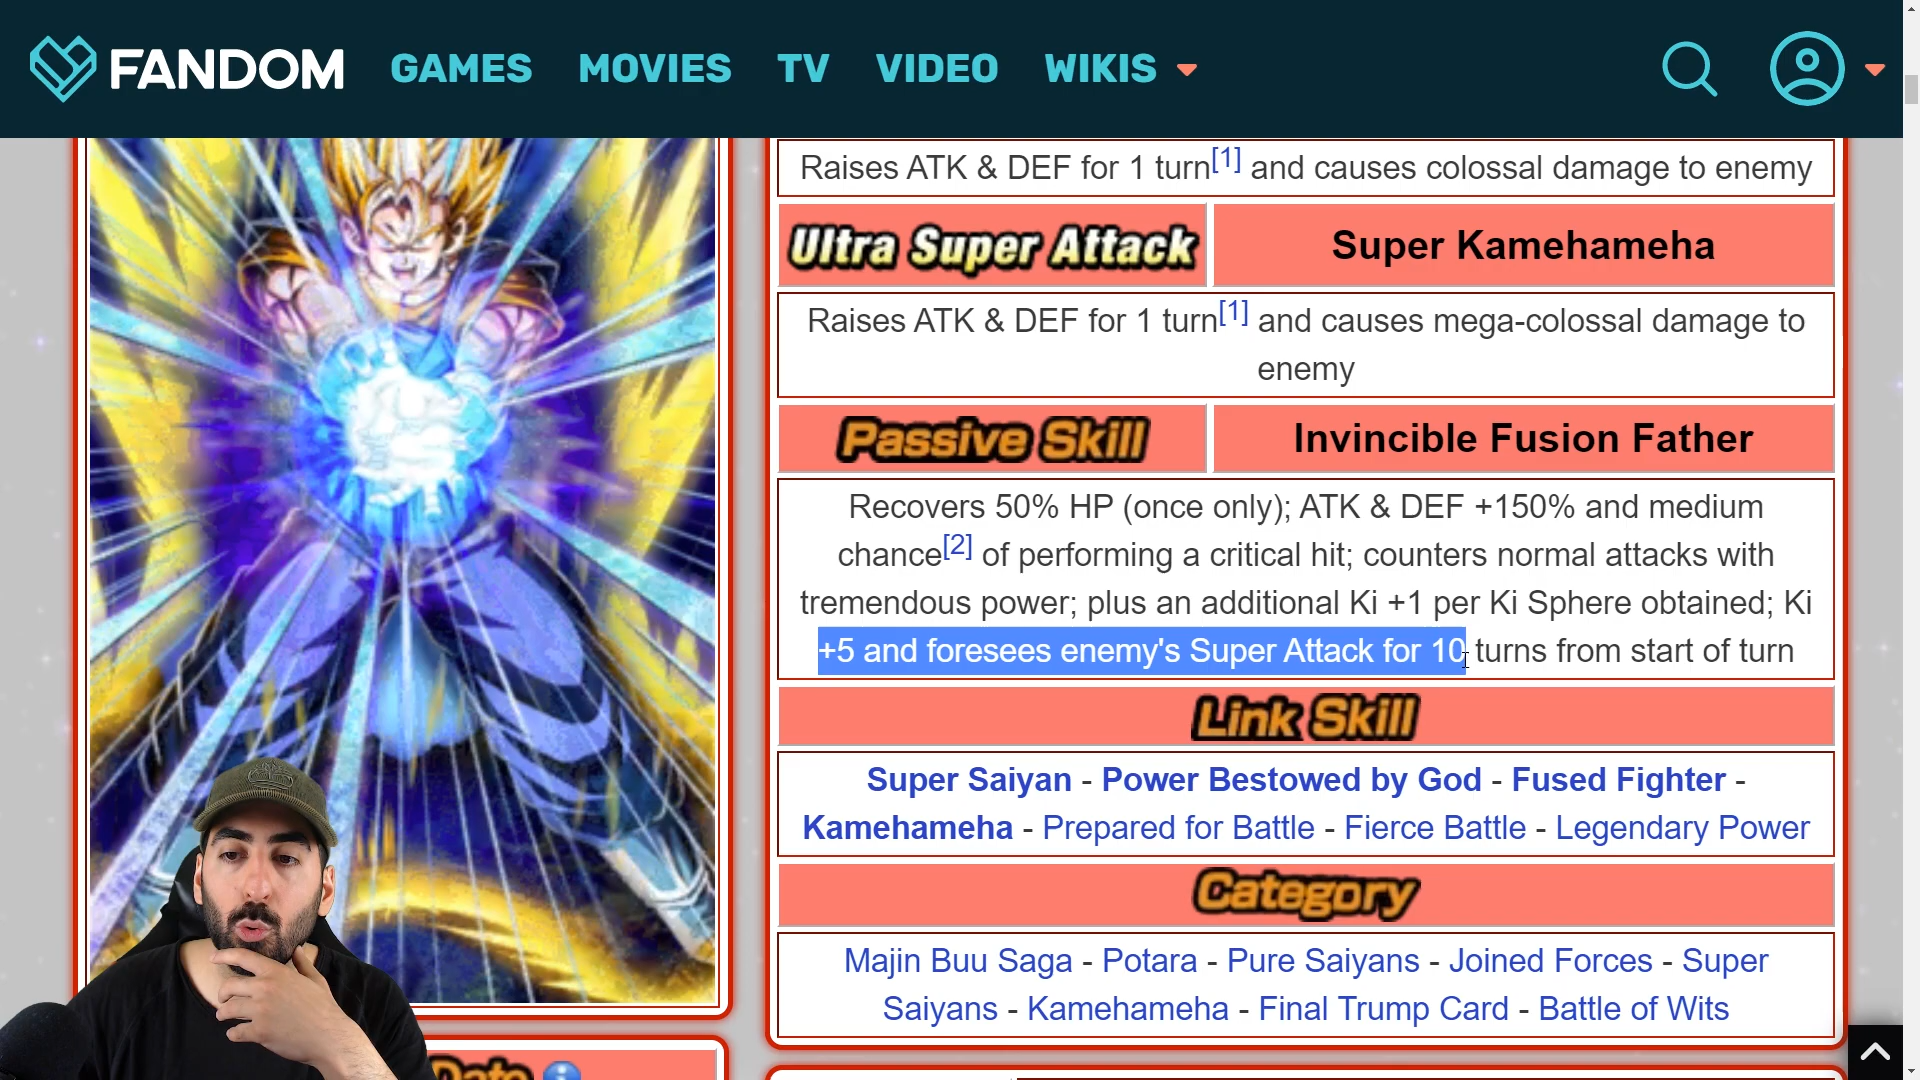 FANDOM GAMES MOVIES TV VIDEO WIKIS
Raises ATK & DEF for 1 turn[1] and causes colossal damage to enemy
Ultra Super Attack
Super Kamehameha
Raises ATK & DEF for 1 turn[1] and causes mega-colossal damage to
enemy
Passive Skill
Invincible Fusion Father
Recovers 50% HP (once only); ATK & DEF +150% and medium
chance[2] of performing a critical hit; counters normal attacks with
tremendous power; plus an additional Ki +1 per Ki Sphere obtained; Ki
+5 and foresees enemy's Super Attack for 10 turns from start of turn
Link Skill
Super Saiyan - Power Bestowed by God - Fused Fighter -
Kamehameha - Prepared for Battle - Fierce Battle - Legendary Power
Category
Majin Buu Saga - Potara - Pure Saiyans - Joined Forces - Super
Saiyans - Kamehameha - Final Trump Card - Battle of Wits
Date